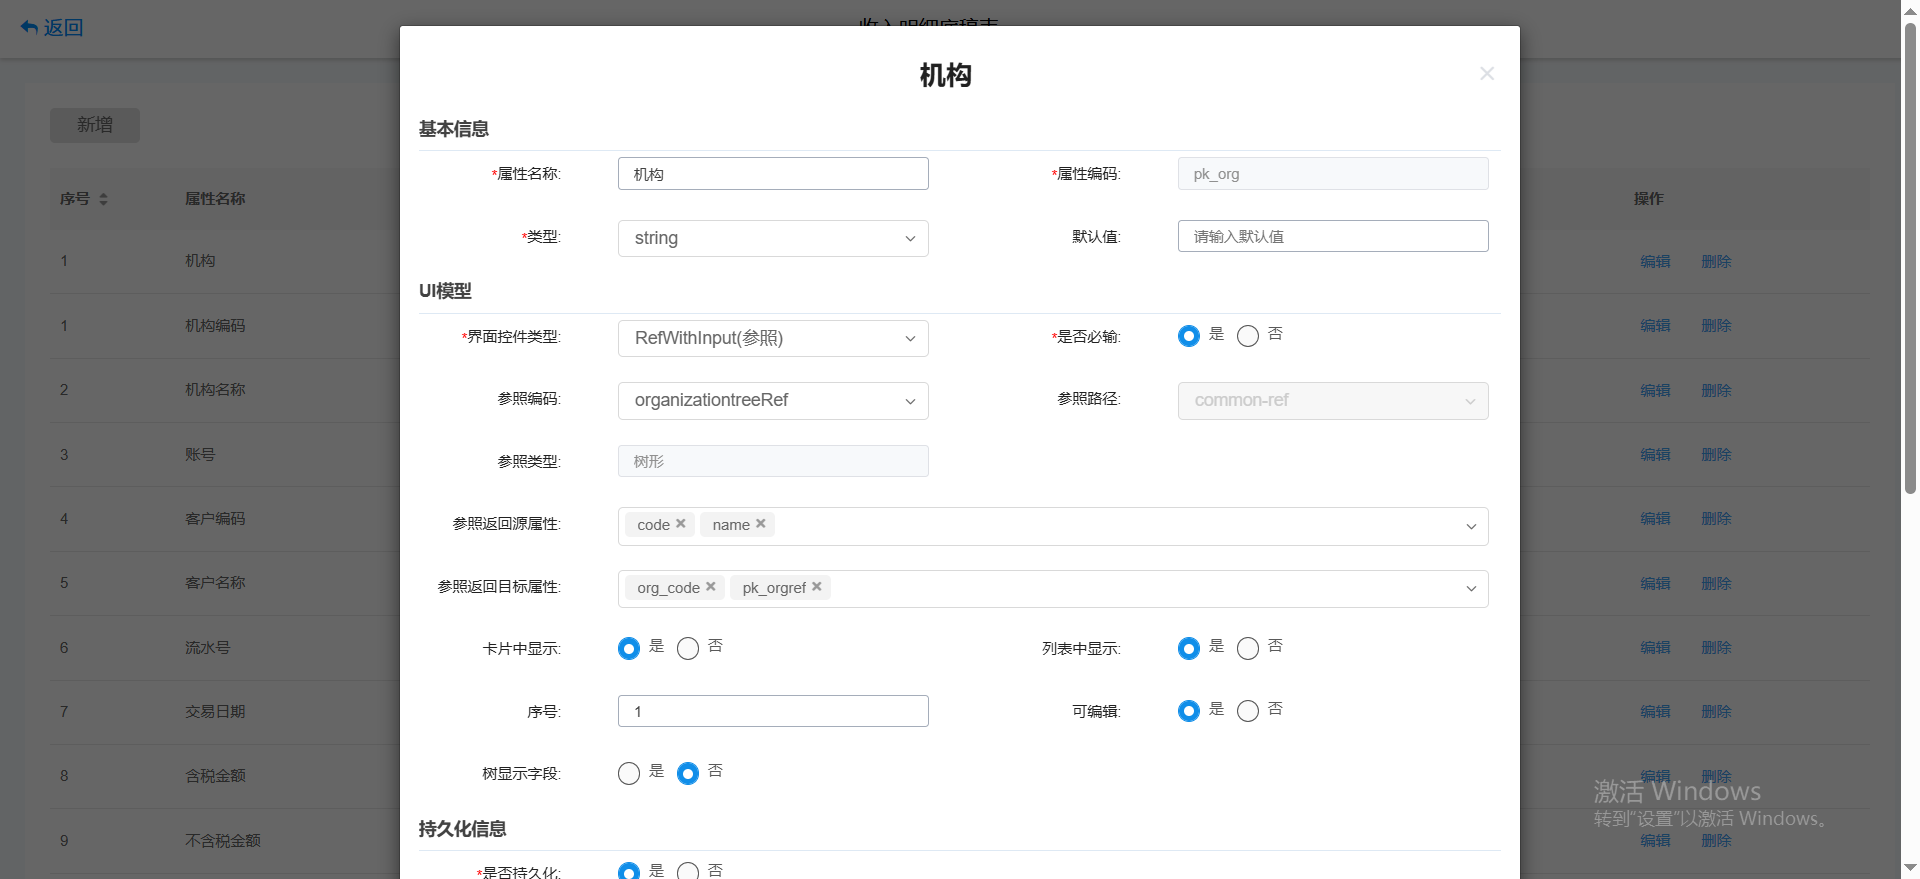 返回
收入明细底稿表
机构
新增
基本信息
*属性名称: 机构 *属性编码: pk_org
*类型: string 默认值: 请输入默认值
UI模型
*界面控件类型: RefWithInput(参照) *是否必输: 是 否
参照编码: organizationtreeRef 参照路径: common-ref
参照类型: 树形
参照返回源属性: code name
参照返回目标属性: org_code pk_orgref
卡片中显示: 是 否 列表中显示: 是 否
序号: 1 可编辑: 是 否
树显示字段: 是 否
持久化信息
*是否持久化: 是 否
序号 属性名称 操作
1 机构 编辑 删除
1 机构编码 编辑 删除
2 机构名称 编辑 删除
3 账号 编辑 删除
4 客户编码 编辑 删除
5 客户名称 编辑 删除
6 流水号 编辑 删除
7 交易日期 编辑 删除
8 含税金额 编辑 删除
9 不含税金额 编辑 删除
激活 Windows
转到"设置"以激活 Windows。